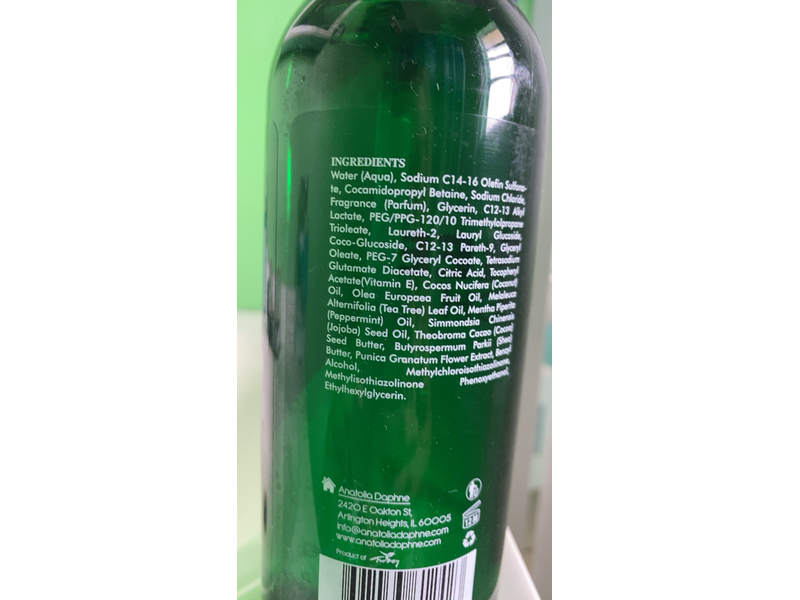 INGREDIENTS
Water (Aqua), Sodium C14-16 Olefin Sulfona-
te, Cocamidopropyl Betaine, Sodium Chloride,
Fragrance (Parfum), Glycerin, C12-13 Alkyl
Lactate, PEG/PPG-120/10 Trimethylolpropane
Trioleate, Laureth-2, Lauryl Glucoside,
Coco-Glucoside, C12-13 Pareth-9, Glyceryl
Oleate, PEG-7 Glyceryl Cocoate, Tetrasodium
Glutamate Diacetate, Citric Acid, Tocopheryl
Acetate(Vitamin E), Cocos Nucifera (Coconut)
Oil, Olea Europaea Fruit Oil, Melaleuca
Alternifolia (Tea Tree) Leaf Oil, Mentha Piperita
(Peppermint) Oil, Simmondsia Chinensis
(Jojoba) Seed Oil, Theobroma Cacao (Cocoa)
Seed Butter, Butyrospermum Parkii (Shea)
Butter, Punica Granatum Flower Extract, Benzyl
Alcohol, Methylchloroisothiazolinone,
Methylisothiazolinone Phenoxyethanol,
Ethylhexylglycerin.
Anatolia Daphne
2420 E Oakton St,
Arlington Heights, IL 60005
info@anatoliadaphne.com
www.anatoliadaphne.com
12 M
Product of Turkey